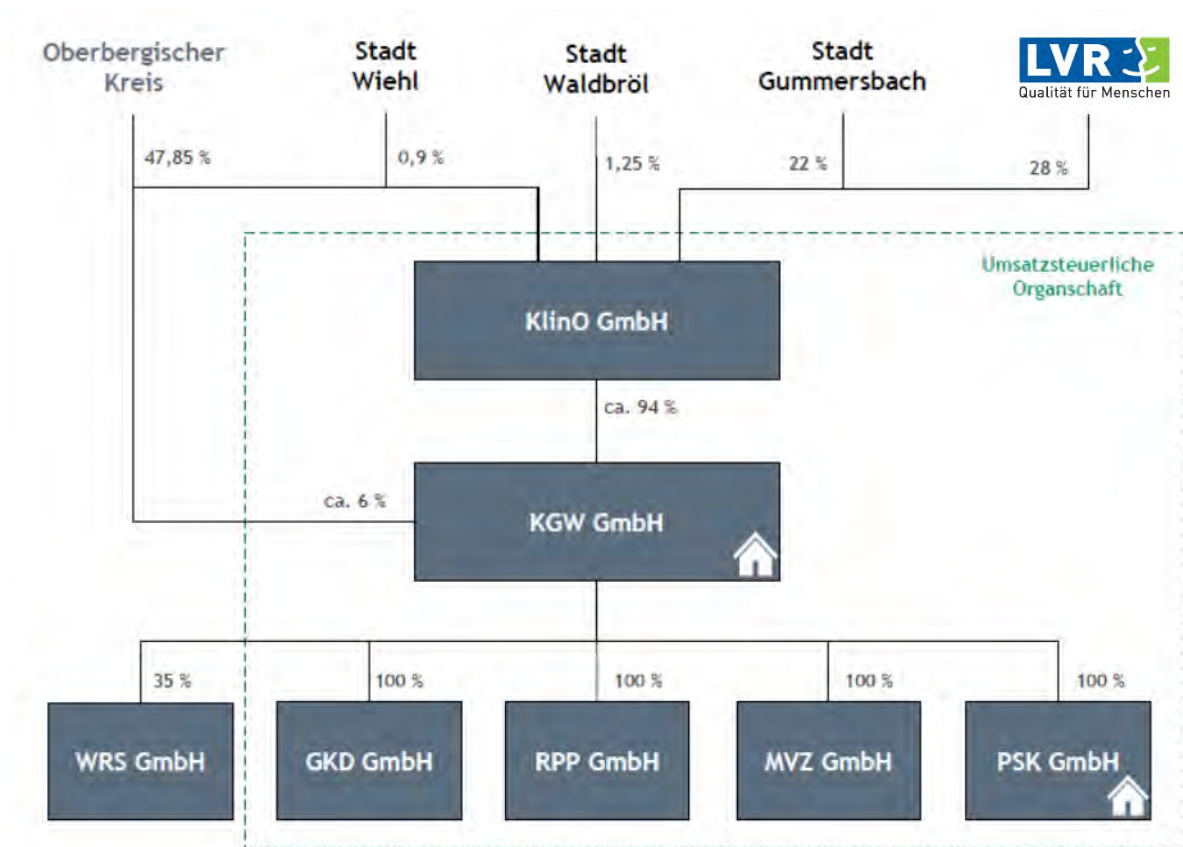 Oberbergischer
Kreis
Stadt
Wiehl
Stadt
Waldbröl
Stadt
Gummersbach
LVR
Qualität für Menschen
47,85 %
0,9 %
1,25 %
22 %
28 %
Umsatzsteuerliche
Organschaft
KlinO GmbH
ca. 94 %
ca. 6 %
KGW GmbH
35 %
100 %
100 %
100 %
100 %
WRS GmbH
GKD GmbH
RPP GmbH
MVZ GmbH
PSK GmbH